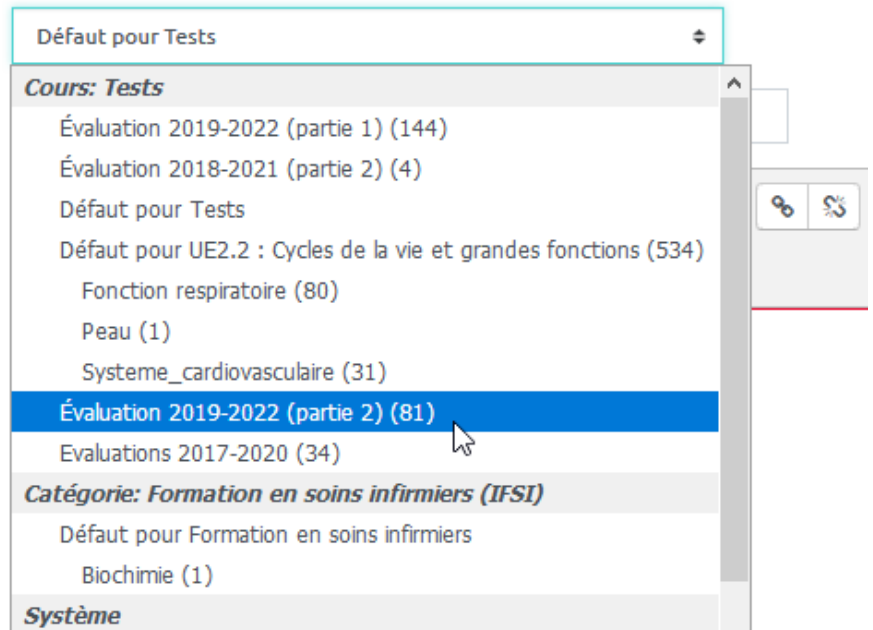 Défaut pour Tests
Cours: Tests
Évaluation 2019-2022 (partie 1) (144)
Évaluation 2018-2021 (partie 2) (4)
Défaut pour Tests
Défaut pour UE2.2 : Cycles de la vie et grandes fonctions (534)
Fonction respiratoire (80)
Peau (1)
Systeme_cardiovasculaire (31)
Évaluation 2019-2022 (partie 2) (81)
Evaluations 2017-2020 (34)
Catégorie: Formation en soins infirmiers (IFSI)
Défaut pour Formation en soins infirmiers
Biochimie (1)
Système